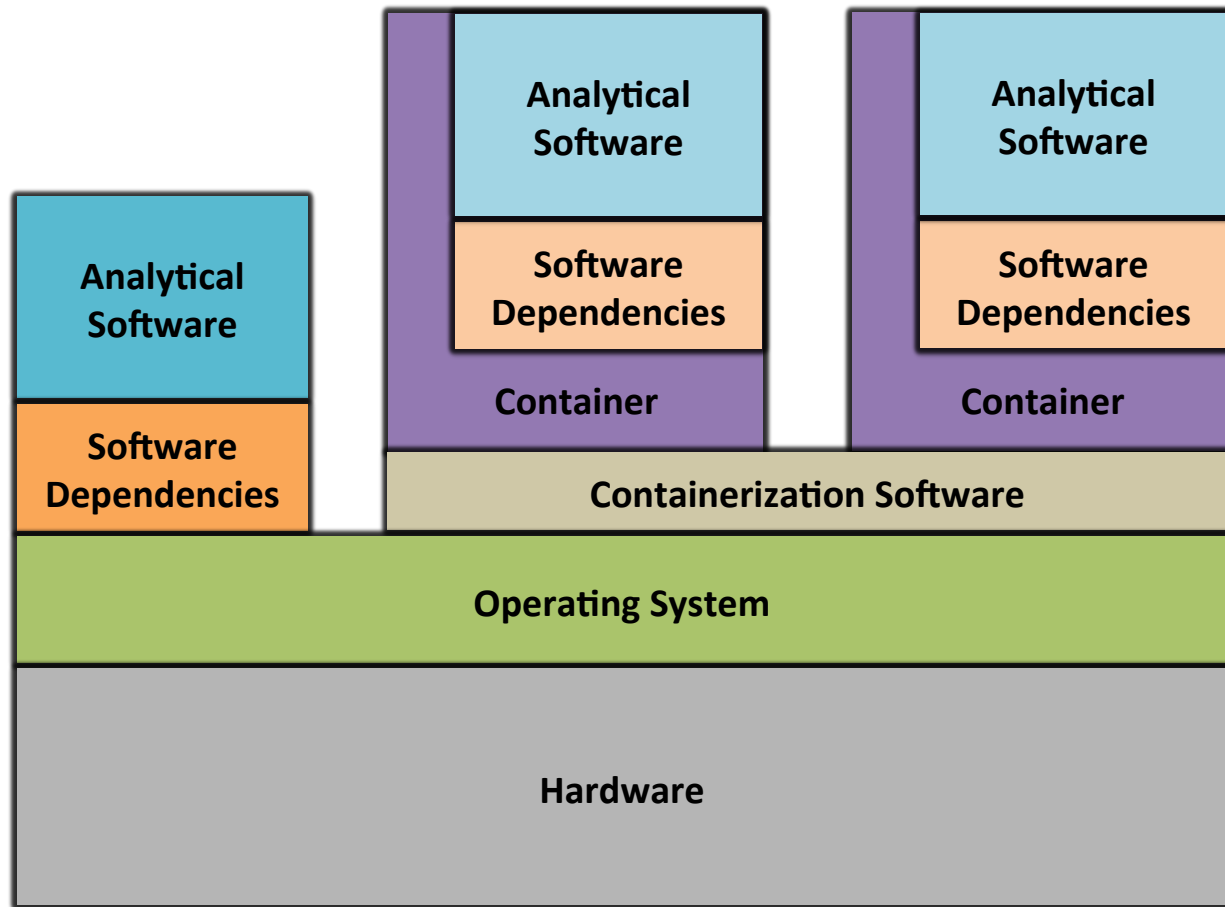 Analytical
Software
Software
Dependencies
Analytical
Software
Software
Dependencies
Container
Analytical
Software
Software
Dependencies
Container
Containerization Software
Operating System
Hardware